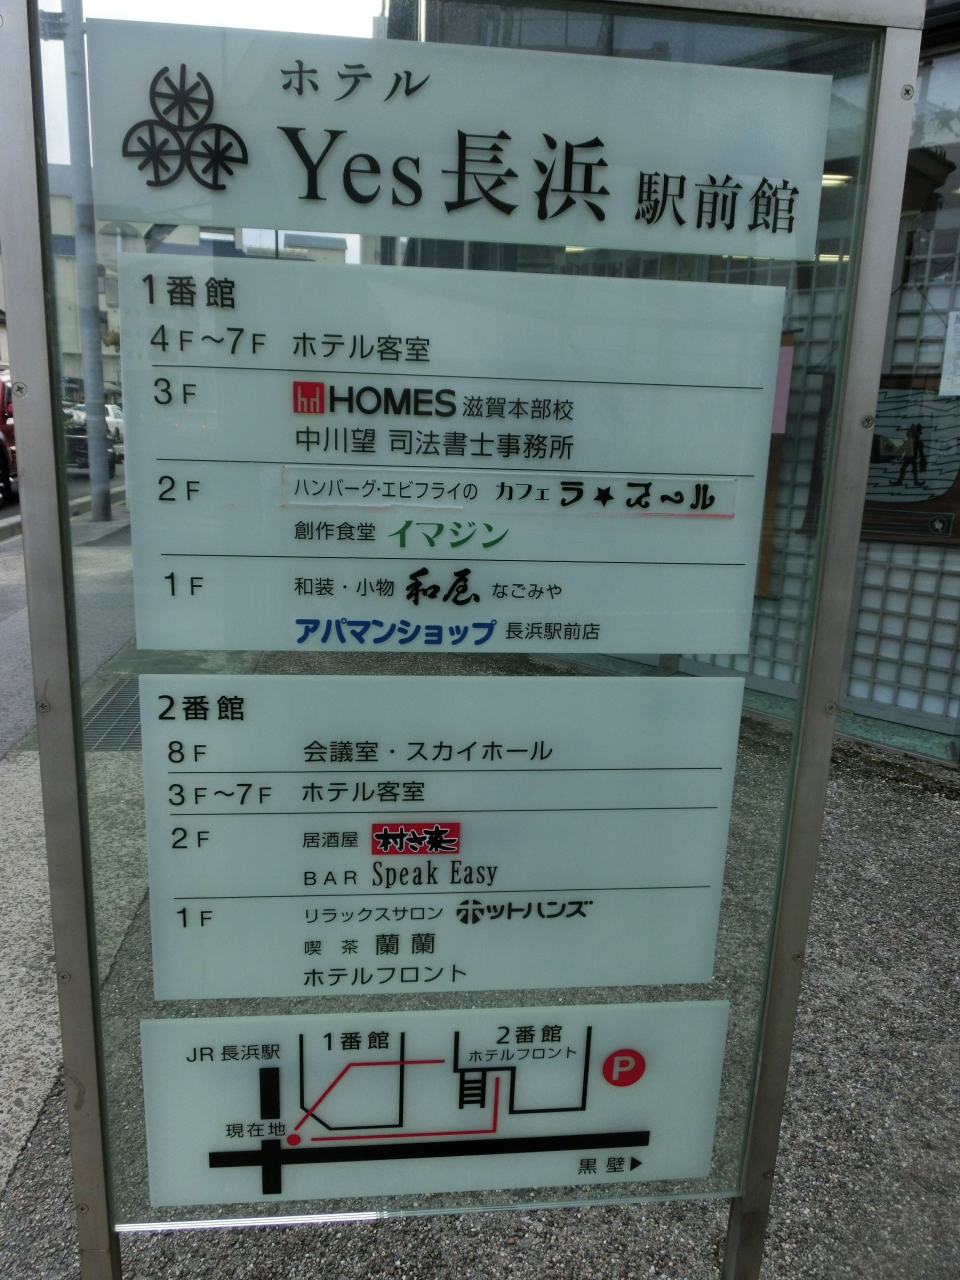 ホテル
Yes長浜 駅前館
1番館
4F~7F ホテル客室
3F hd HOMES 滋賀本部校
中川望 司法書士事務所
2F ハンバーグ・エビフライの カフェ ラ★ズ〜ル
創作食堂 イマジン
1F 和装・小物 和屋 なごみや
アパマンショップ 長浜駅前店
2番館
8F 会議室・スカイホール
3F~7F ホテル客室
2F 居酒屋 村さ来
BAR Speak Easy
1F リラックスサロン ホットハンズ
喫茶 蘭蘭
ホテルフロント
JR長浜駅
1番館
2番館
ホテルフロント
P
現在地
黒壁▶